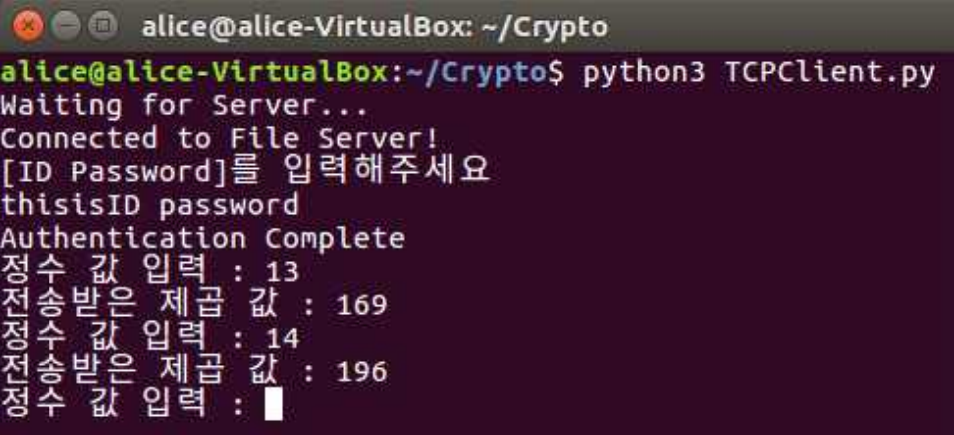 alice@alice-VirtualBox: ~/Crypto
alice@alice-VirtualBox:~/Crypto$ python3 TCPClient.py
Waiting for Server...
Connected to File Server!
[ID Password]를 입력해주세요
thisisID password
Authentication Complete
정수 값 입력 : 13
전송받은 제곱 값 : 169
정수 값 입력 : 14
전송받은 제곱 값 : 196
정수 값 입력 :